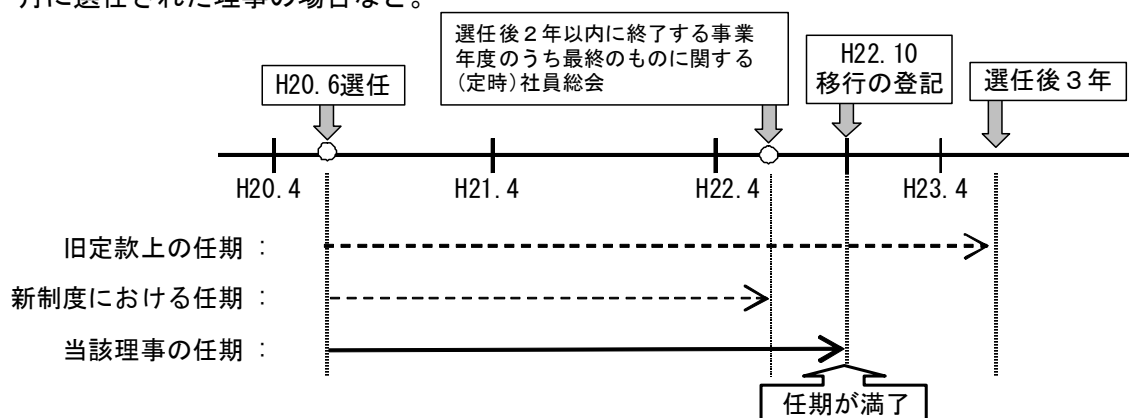 月に選任された理事の場合など。
選任後２年以内に終了する事業
年度のうち最終のものに関する
(定時)社員総会
H20.6選任
H22.10
移行の登記
選任後３年
H20.4
H21.4
H22.4
H23.4
旧定款上の任期：
新制度における任期：
当該理事の任期：
任期が満了